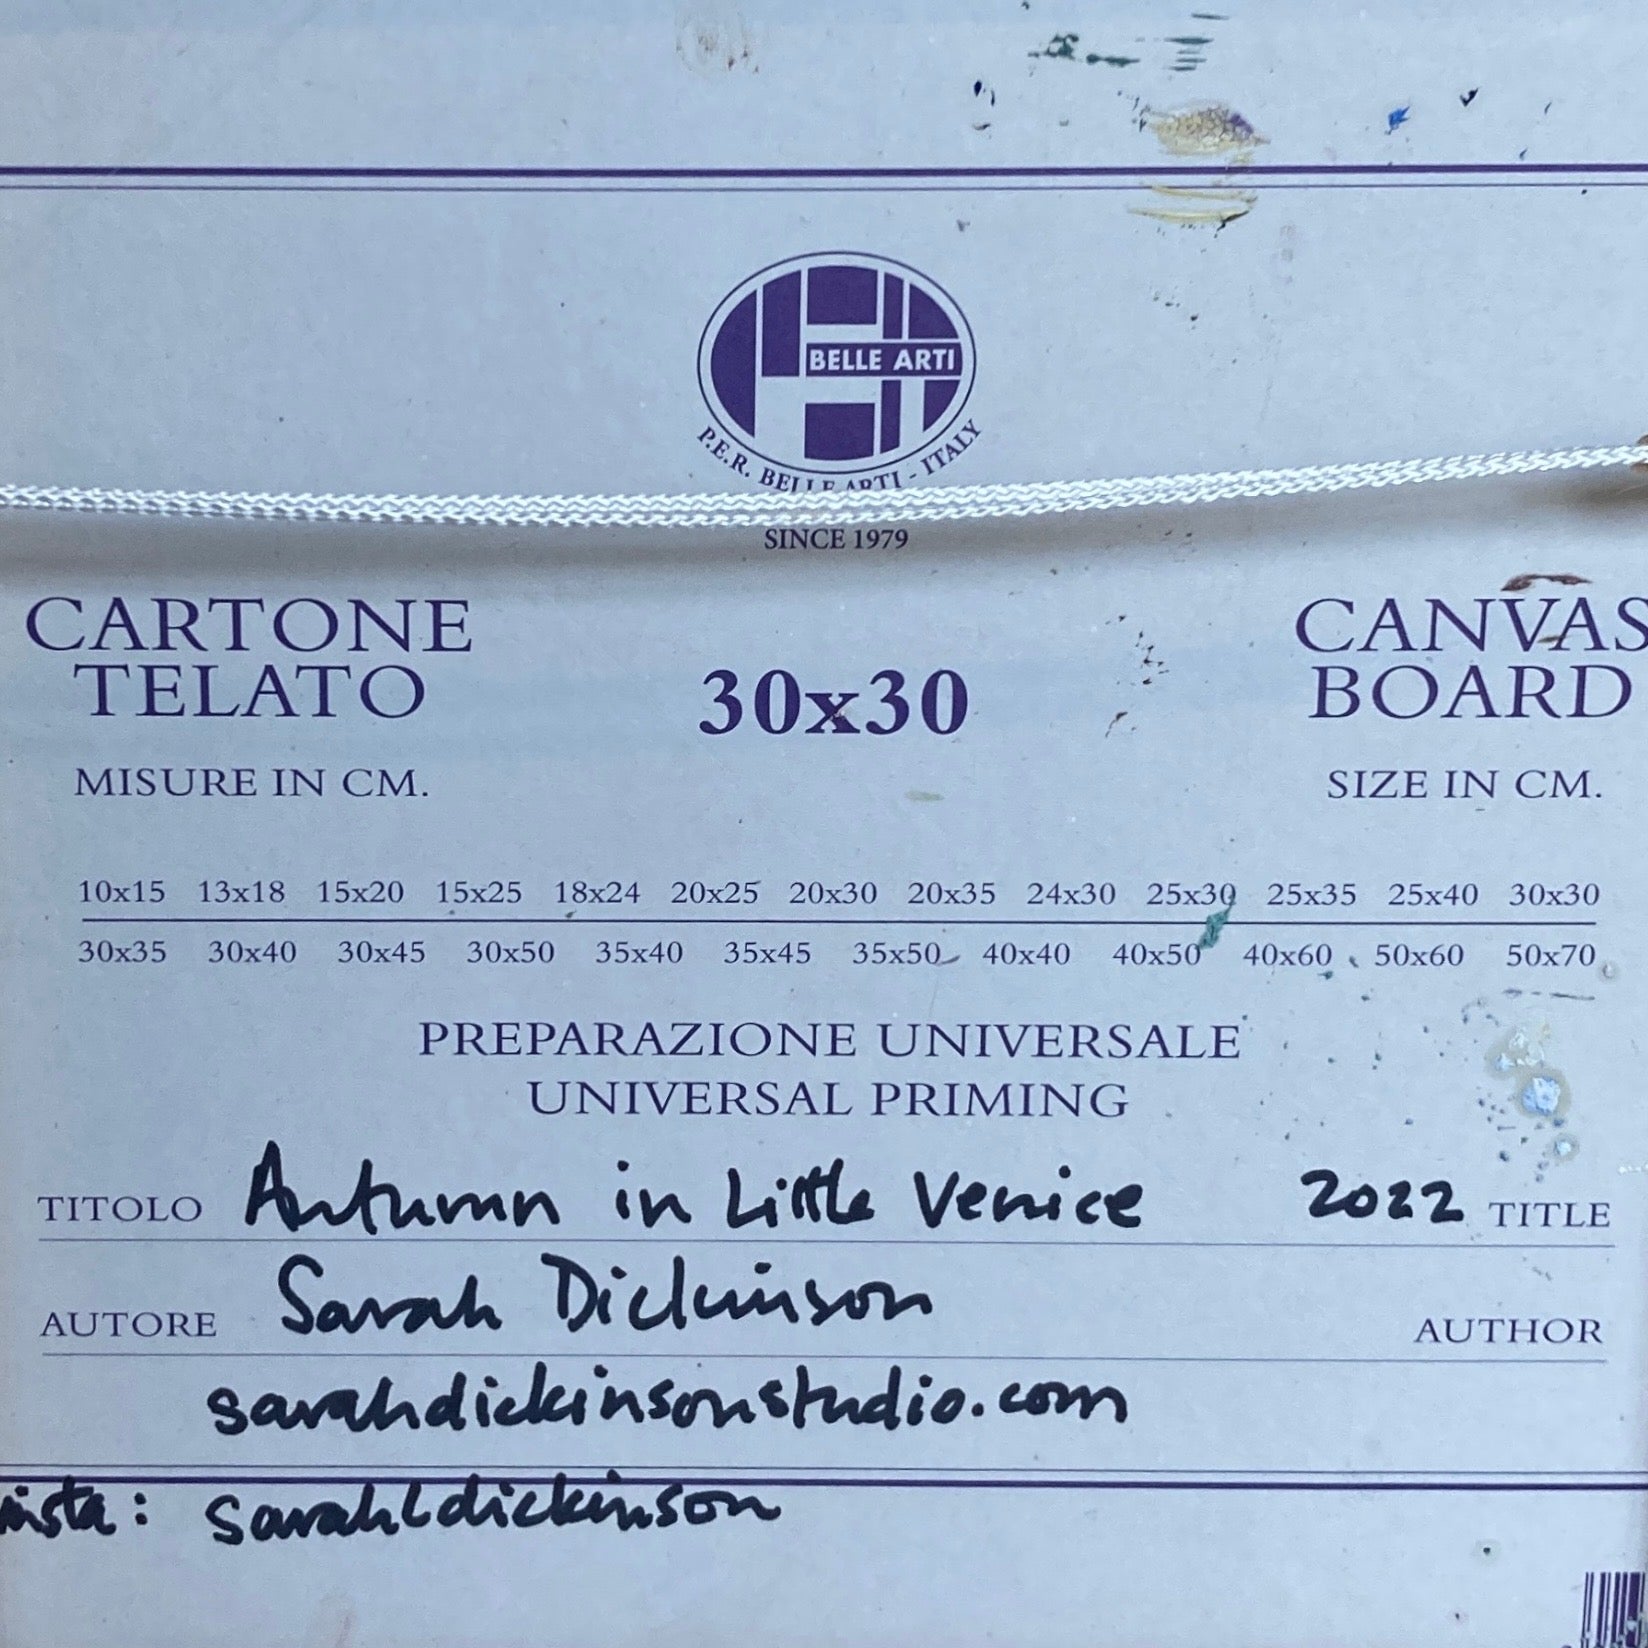 BELLE ARTI
P.E.R. BELLE ARTI - ITALY
SINCE 1979
CARTONE TELATO
30x30
CANVAS BOARD
MISURE IN CM.
SIZE IN CM.
10x15 13x18 15x20 15x25 18x24 20x25 20x30 20x35 24x30 25x30 25x35 25x40 30x30
30x35 30x40 30x45 30x50 35x40 35x45 35x50 40x40 40x50 40x60 50x60 50x70
PREPARAZIONE UNIVERSALE
UNIVERSAL PRIMING
TITOLO Autumn in Little Venice 2022 TITLE
AUTORE Sarah Dickinson AUTHOR
sarahdickinsonstudio.com
insta: sarahldickinson